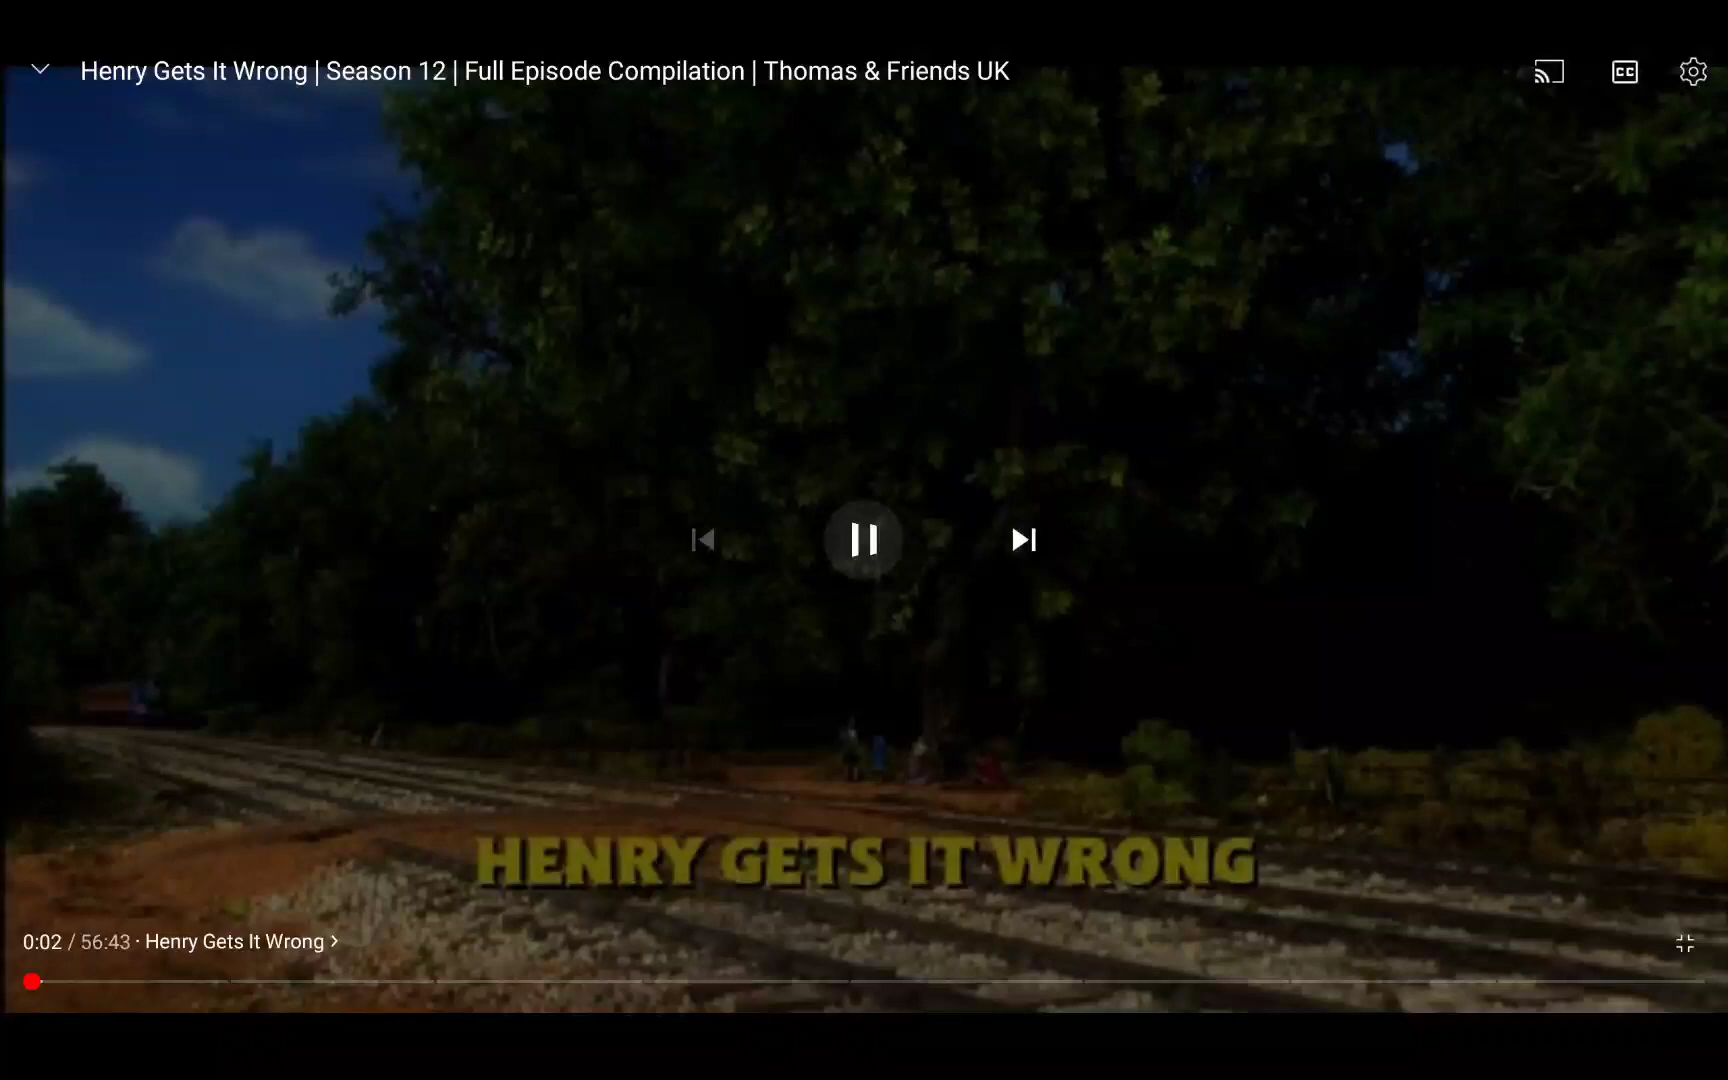 Henry Gets It Wrong | Season 12 | Full Episode Compilation | Thomas & Friends UK
CC
HENRY GETS IT WRONG
0:02 / 56:43 · Henry Gets It Wrong >